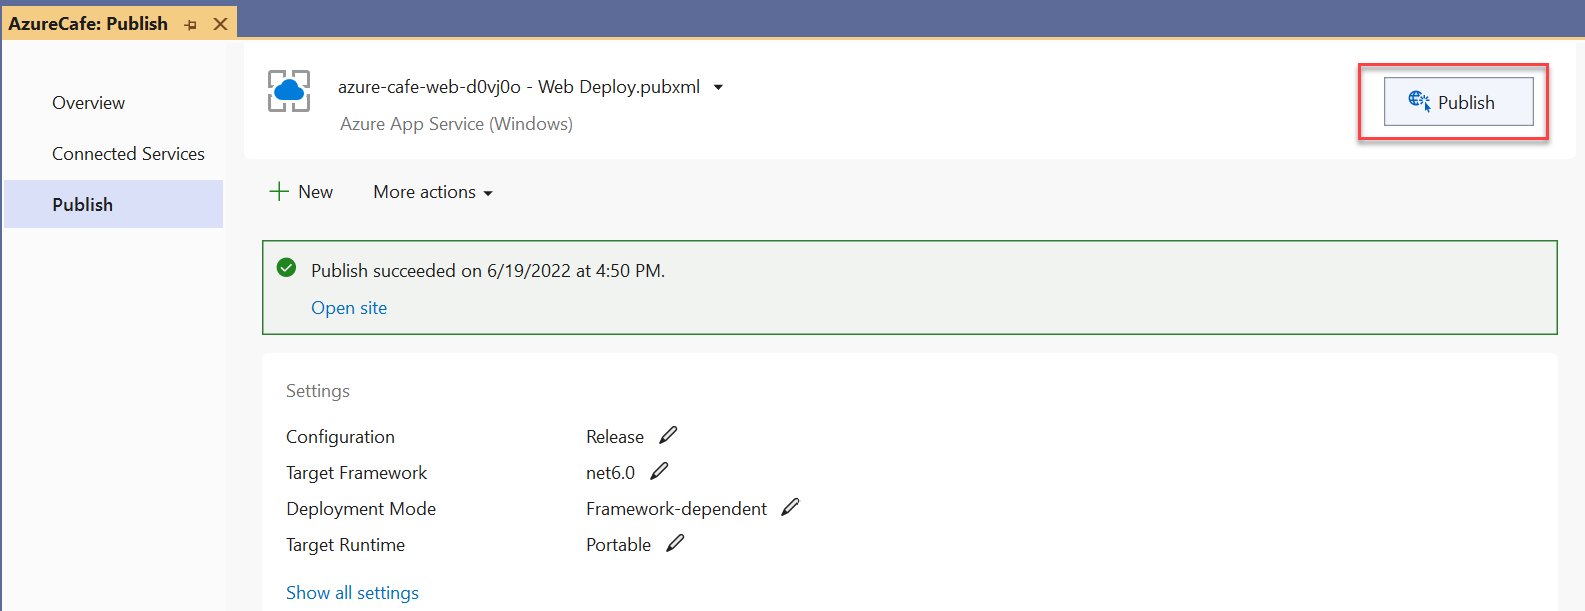 AzureCafe: Publish
Overview
Connected Services
Publish
azure-cafe-web-d0vj0o - Web Deploy.pubxml
Azure App Service (Windows)
Publish
New More actions
Publish succeeded on 6/19/2022 at 4:50 PM.
Open site
Settings
Configuration Release
Target Framework net6.0
Deployment Mode Framework-dependent
Target Runtime Portable
Show all settings